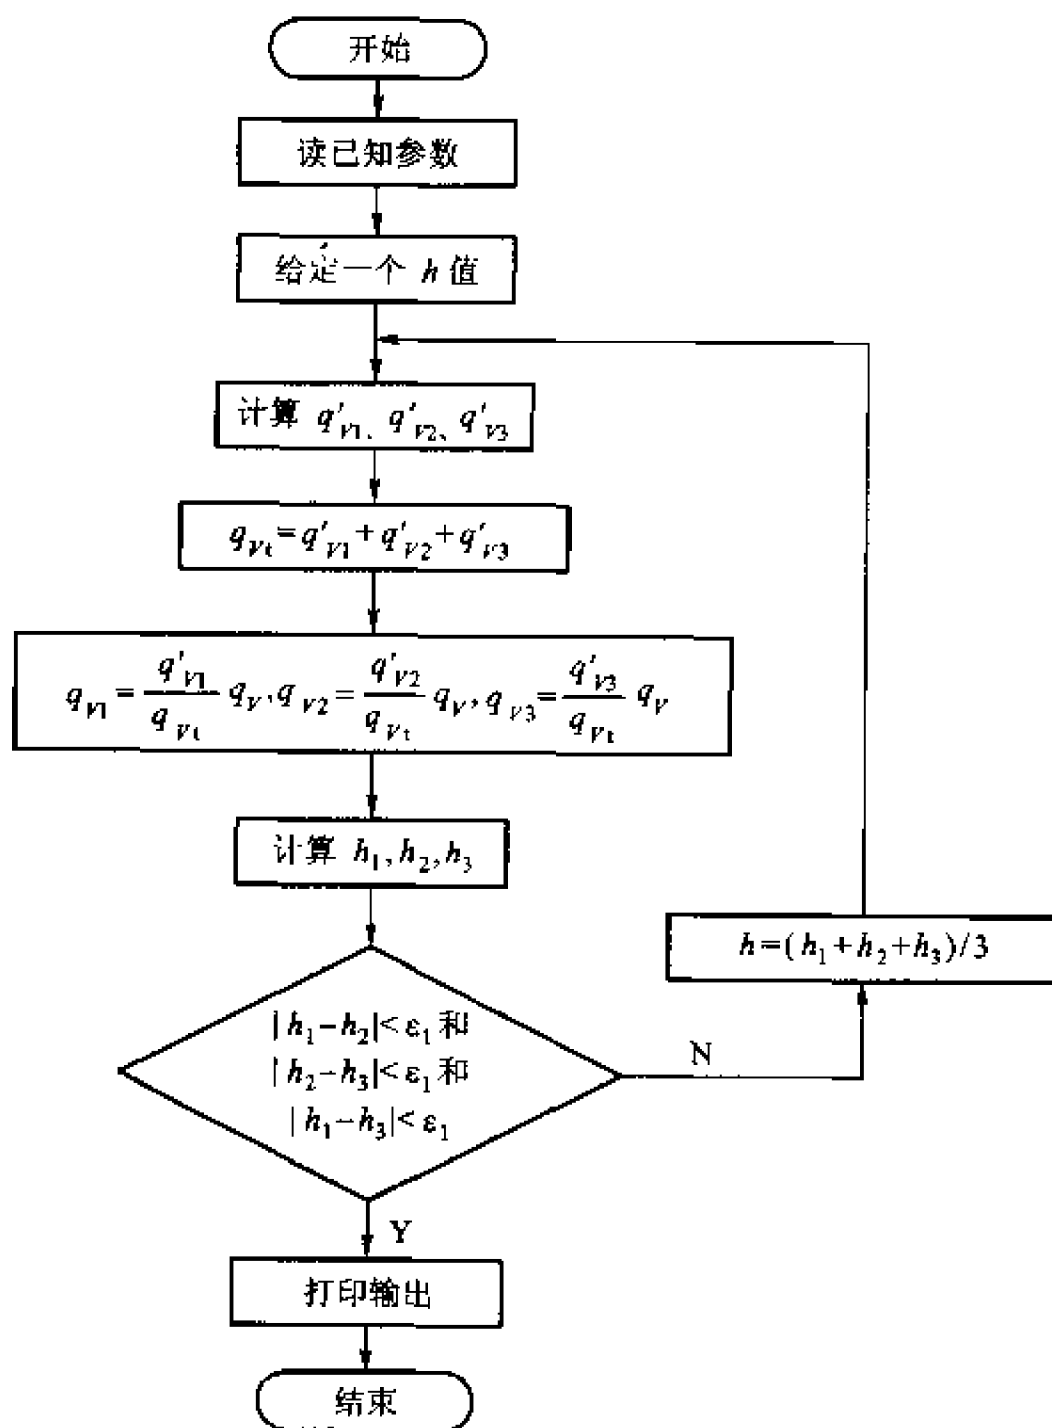 开始
读已知参数
给定一个 h 值
计算 q′V1、q′V2、q′V3
qVt=q′V1+q′V2+q′V3
qV1=q′V1/qVt qV,qV2=q′V2/qVt qV,qV3=q′V3/qVt qV
计算 h1,h2,h3
h=(h1+h2+h3)/3
|h1-h2|<ε1和
|h2-h3|<ε1和
|h1-h3|<ε1
N
Y
打印输出
结束